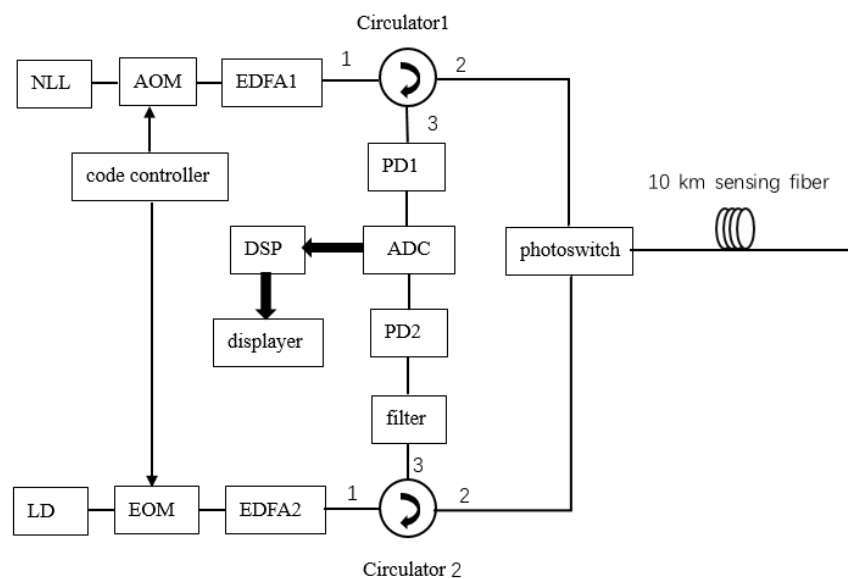 Circulator1
NLL
AOM
EDFA1
1
2
3
code controller
PD1
10 km sensing fiber
DSP
ADC
photoswitch
displayer
PD2
filter
3
LD
EOM
EDFA2
1
2
Circulator 2